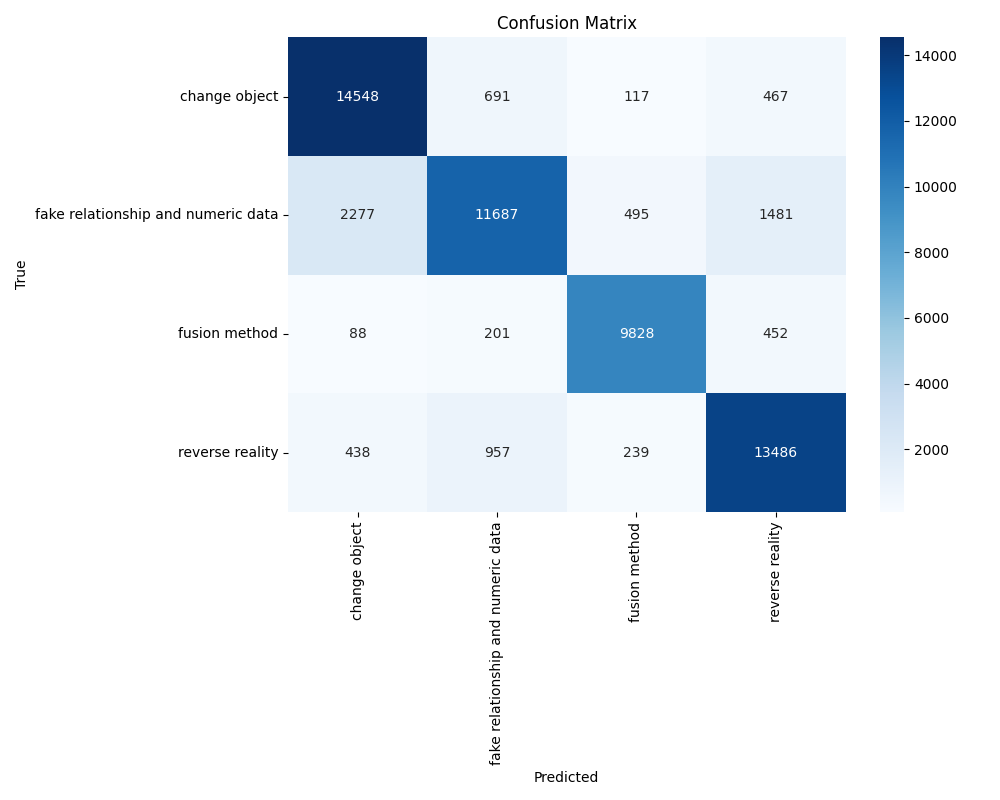 Confusion Matrix
change object
14548 691 117 467
fake relationship and numeric data
2277 11687 495 1481
fusion method
88 201 9828 452
reverse reality
438 957 239 13486
True
change object
fake relationship and numeric data
fusion method
reverse reality
Predicted
14000
12000
10000
8000
6000
4000
2000